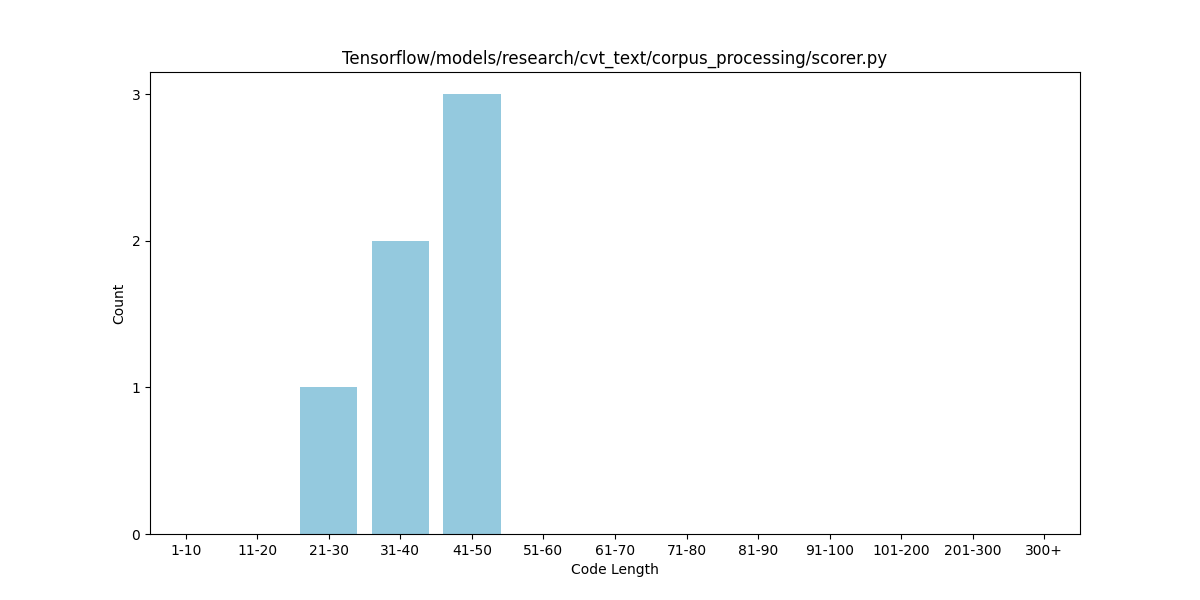 Tensorflow/models/research/cvt_text/corpus_processing/scorer.py
3
2
1
0
Count
1-10 11-20 21-30 31-40 41-50 51-60 61-70 71-80 81-90 91-100 101-200 201-300 300+
Code Length